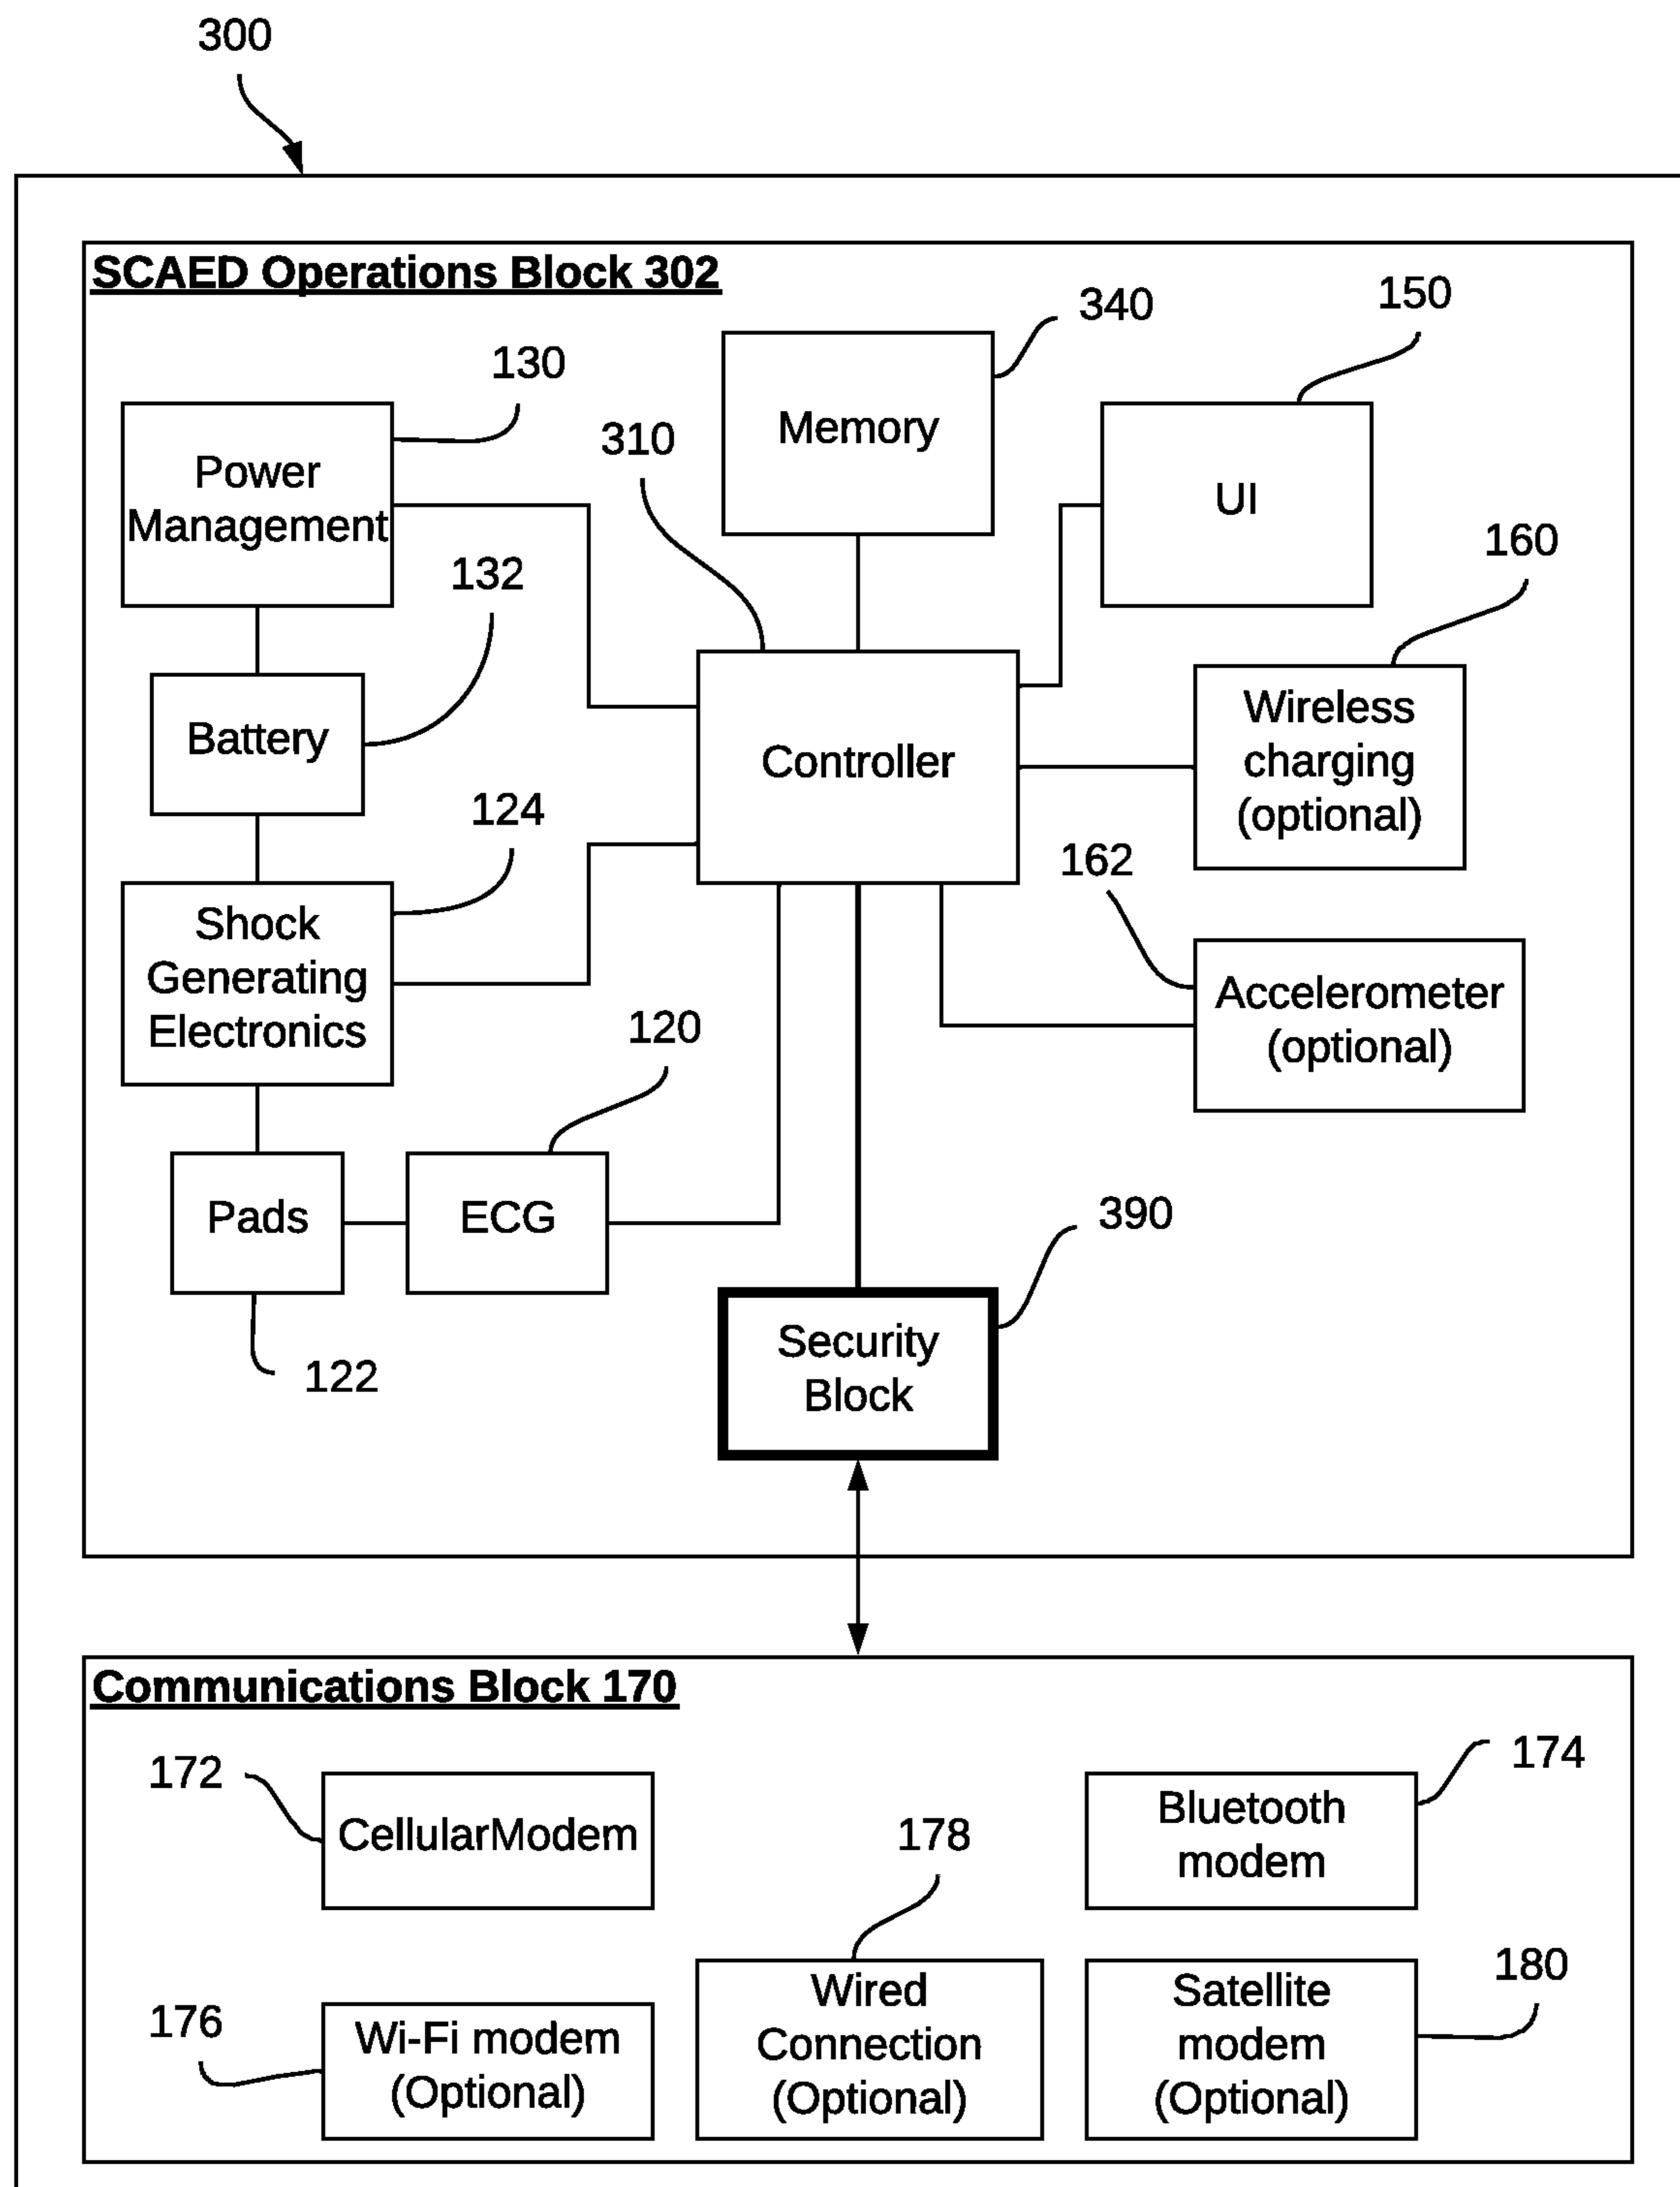 300
SCAED Operations Block 302
340
150
130
Memory
310
UI
Power
Management
160
132
Wireless
charging
(optional)
Battery
Controller
124
162
Shock
Generating
Electronics
Accelerometer
(optional)
120
Pads
ECG
390
Security
Block
122
Communications Block 170
172
CellularModem
174
Bluetooth
modem
178
176
Wi-Fi modem
(Optional)
Wired
Connection
(Optional)
180
Satellite
modem
(Optional)